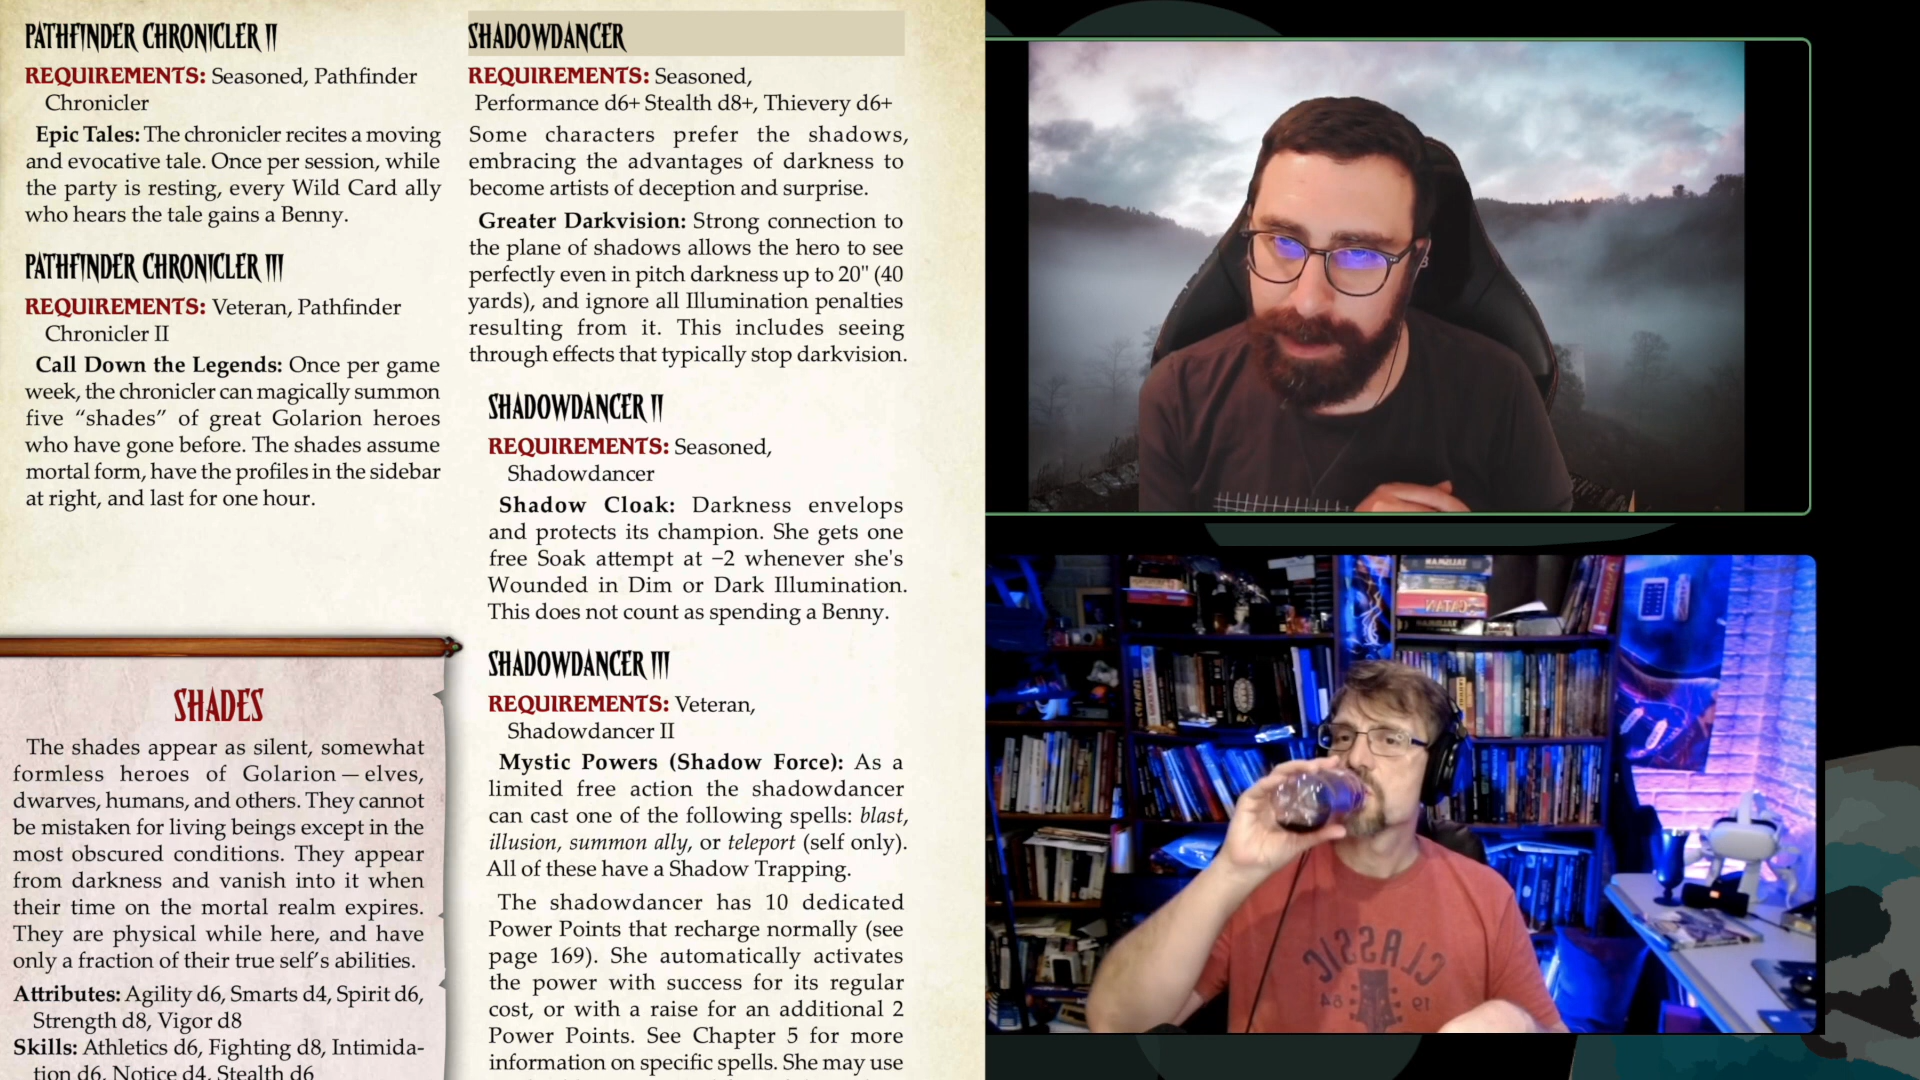 PATHFINDER CHRONICLER II
REQUIREMENTS: Seasoned, Pathfinder
Chronicler
Epic Tales: The chronicler recites a moving
and evocative tale. Once per session, while
the party is resting, every Wild Card ally
who hears the tale gains a Benny.
PATHFINDER CHRONICLER III
REQUIREMENTS: Veteran, Pathfinder
Chronicler II
Call Down the Legends: Once per game
week, the chronicler can magically summon
five “shades” of great Golarion heroes
who have gone before. The shades assume
mortal form, have the profiles in the sidebar
at right, and last for one hour.
SHADES
The shades appear as silent, somewhat
formless heroes of Golarion — elves,
dwarves, humans, and others. They cannot
be mistaken for living beings except in the
most obscured conditions. They appear
from darkness and vanish into it when
their time on the mortal realm expires.
They are physical while here, and have
only a fraction of their true self’s abilities.
Attributes: Agility d6, Smarts d4, Spirit d6,
Strength d8, Vigor d8
Skills: Athletics d6, Fighting d8, Intimida-
tion d6, Notice d4, Stealth d6
SHADOWDANCER
REQUIREMENTS: Seasoned,
Performance d6+ Stealth d8+, Thievery d6+
Some characters prefer the shadows,
embracing the advantages of darkness to
become artists of deception and surprise.
Greater Darkvision: Strong connection to
the plane of shadows allows the hero to see
perfectly even in pitch darkness up to 20" (40
yards), and ignore all Illumination penalties
resulting from it. This includes seeing
through effects that typically stop darkvision.
SHADOWDANCER II
REQUIREMENTS: Seasoned,
Shadowdancer
Shadow Cloak: Darkness envelops
and protects its champion. She gets one
free Soak attempt at −2 whenever she's
Wounded in Dim or Dark Illumination.
This does not count as spending a Benny.
SHADOWDANCER III
REQUIREMENTS: Veteran,
Shadowdancer II
Mystic Powers (Shadow Force): As a
limited free action the shadowdancer
can cast one of the following spells: blast,
illusion, summon ally, or teleport (self only).
All of these have a Shadow Trapping.
The shadowdancer has 10 dedicated
Power Points that recharge normally (see
page 169). She automatically activates
the power with success for its regular
cost, or with a raise for an additional 2
Power Points. See Chapter 5 for more
information on specific spells. She may use
CATAN
CLASSIC
19 84